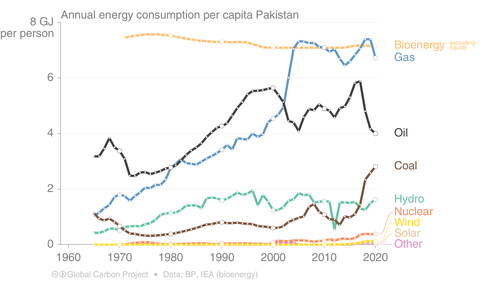 Annual energy consumption per capita Pakistan
8 GJ
per person
6
4
2
0
Bioenergy excluding liquids
Gas
Oil
Coal
Hydro
Nuclear
Wind
Solar
Other
1960 1970 1980 1990 2000 2010 2020
Global Carbon Project • Data: BP, IEA (bioenergy)